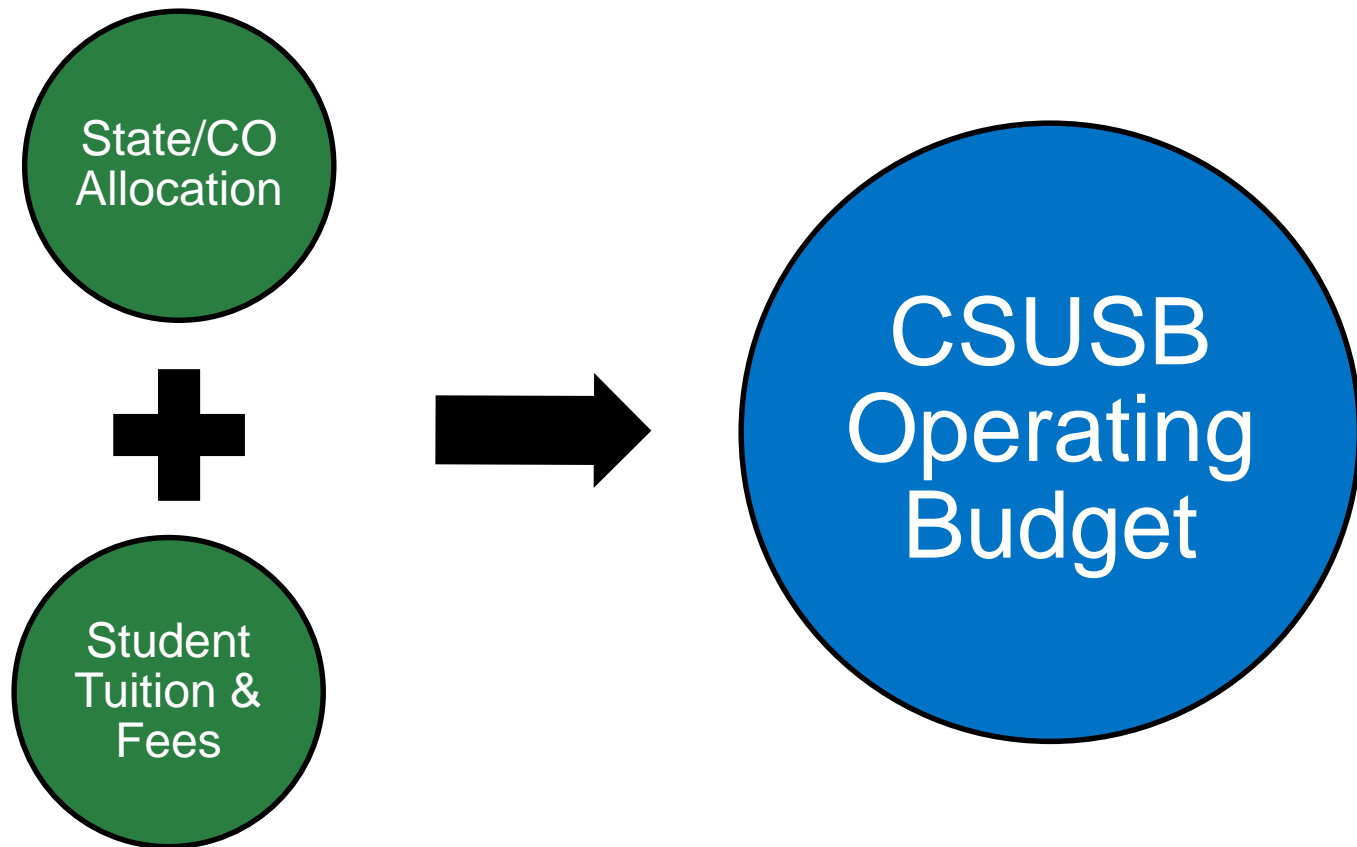 State/CO
Allocation
Student
Tuition &
Fees
CSUSB
Operating
Budget